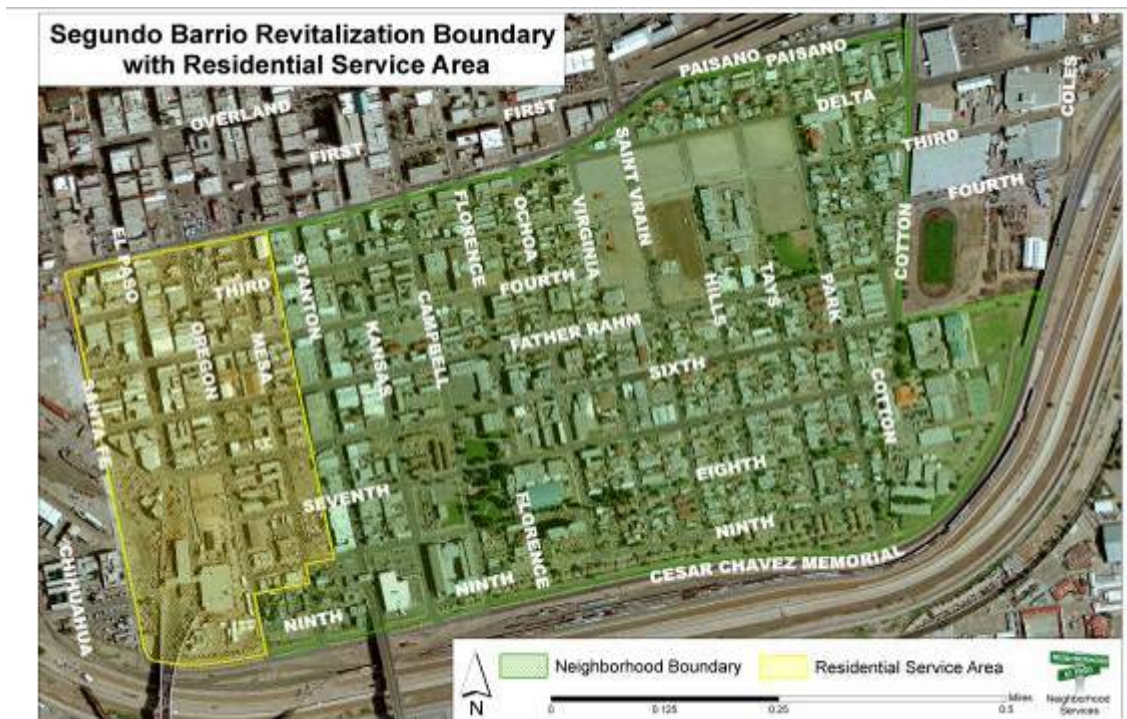 Segundo Barrio Revitalization Boundary
with Residential Service Area
PAISANO
PAISANO
OVERLAND
FIRST
COLES
DELTA
FIRST
THIRD
SAINT VRAIN
FOURTH
FLORENCE
OCHOA
VIRGINIA
EL PASO
COTTON
STANTON
THIRD
FOURTH
HILLS
TAYS
PARK
OREGON
MESA
KANSAS
CAMPBELL
FATHER RAHM
SIXTH
SANTA FE
COTTON
EIGHTH
SEVENTH
FLORENCE
NINTH
CHIHUAHUA
NINTH
CESAR CHAVEZ MEMORIAL
NINTH
Neighborhood Boundary
Residential Service Area
N
Miles
0 0.125 0.25 0.5
Neighborhood
Services